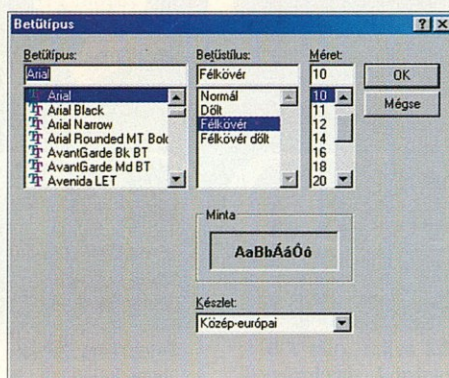 Betűtípus
Betűtípus:
Arial
Arial
Arial Black
Arial Narrow
Arial Rounded MT Bolc
AvantGarde Bk BT
AvantGarde Md BT
Avenida LET
Betűstílus:
Félkövér
Normál
Dőlt
Félkövér
Félkövér dőlt
Méret:
10
10
11
12
14
16
18
20
OK
Mégse
Minta
AaBbÁáÓó
Készlet:
Közép-európai